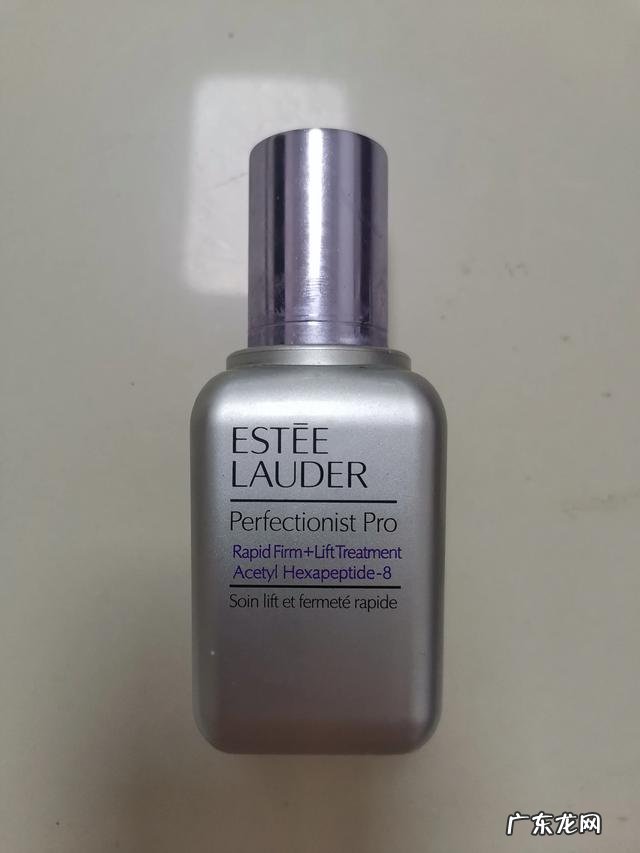 ESTĒE
LAUDER
Perfectionist Pro
Rapid Firm+Lift Treatment
Acetyl Hexapeptide-8
Soin lift et fermeté rapide
广东龙网